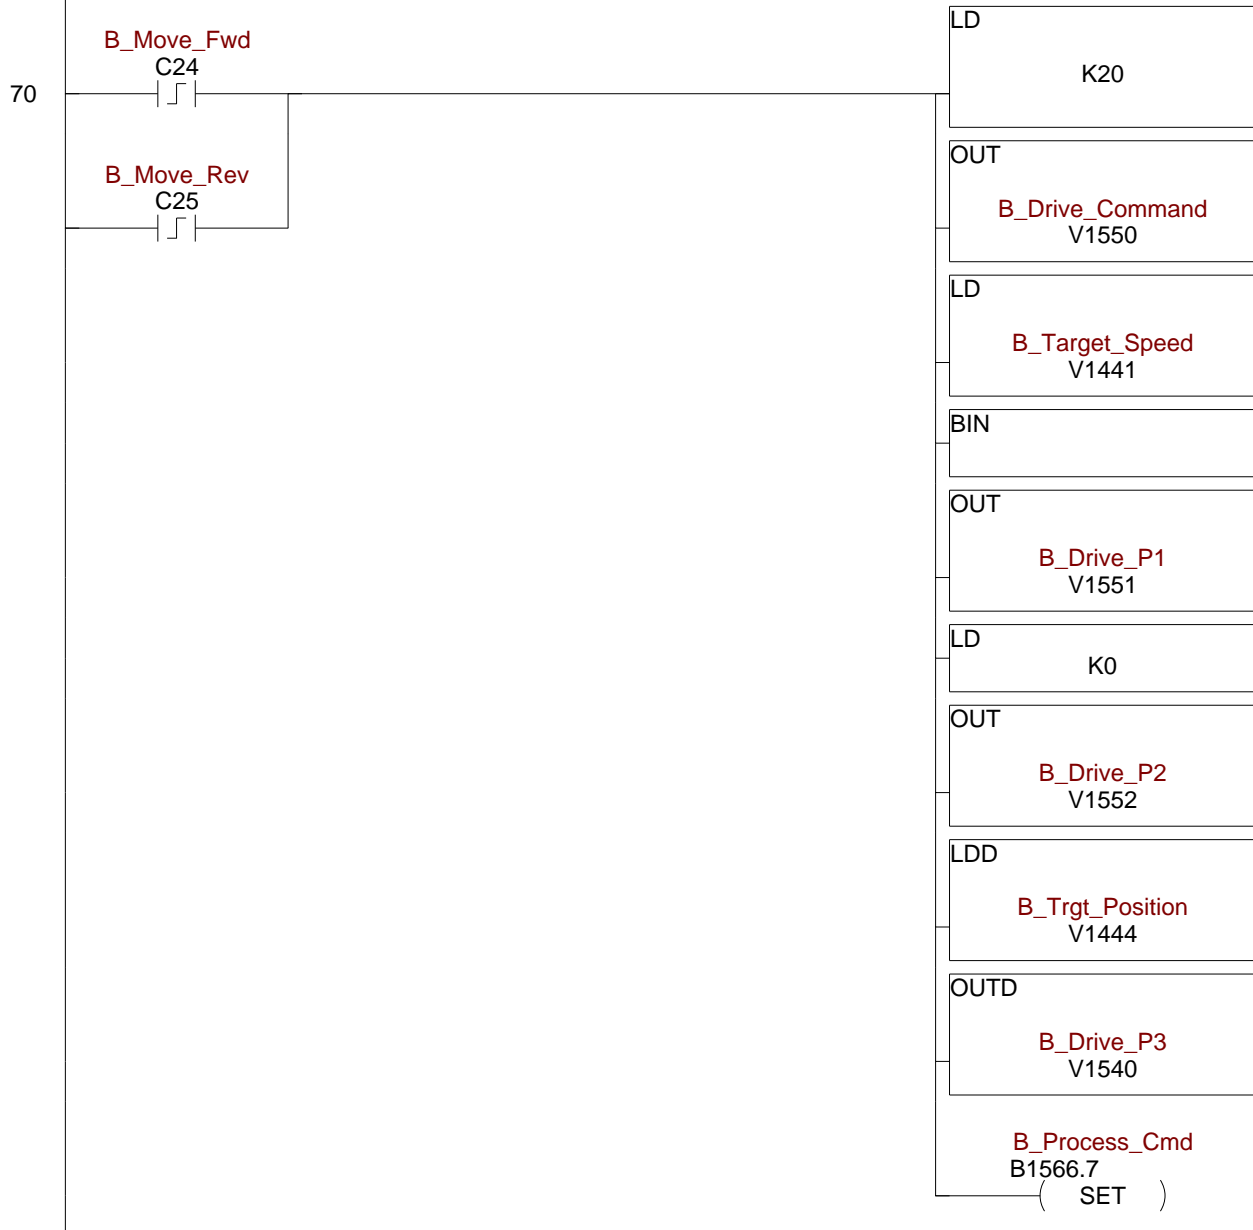 B_Move_Fwd
C24
70
B_Move_Rev
C25
LD
K20
OUT
B_Drive_Command
V1550
LD
B_Target_Speed
V1441
BIN
OUT
B_Drive_P1
V1551
LD
K0
OUT
B_Drive_P2
V1552
LDD
B_Trgt_Position
V1444
OUTD
B_Drive_P3
V1540
B_Process_Cmd
B1566.7
SET